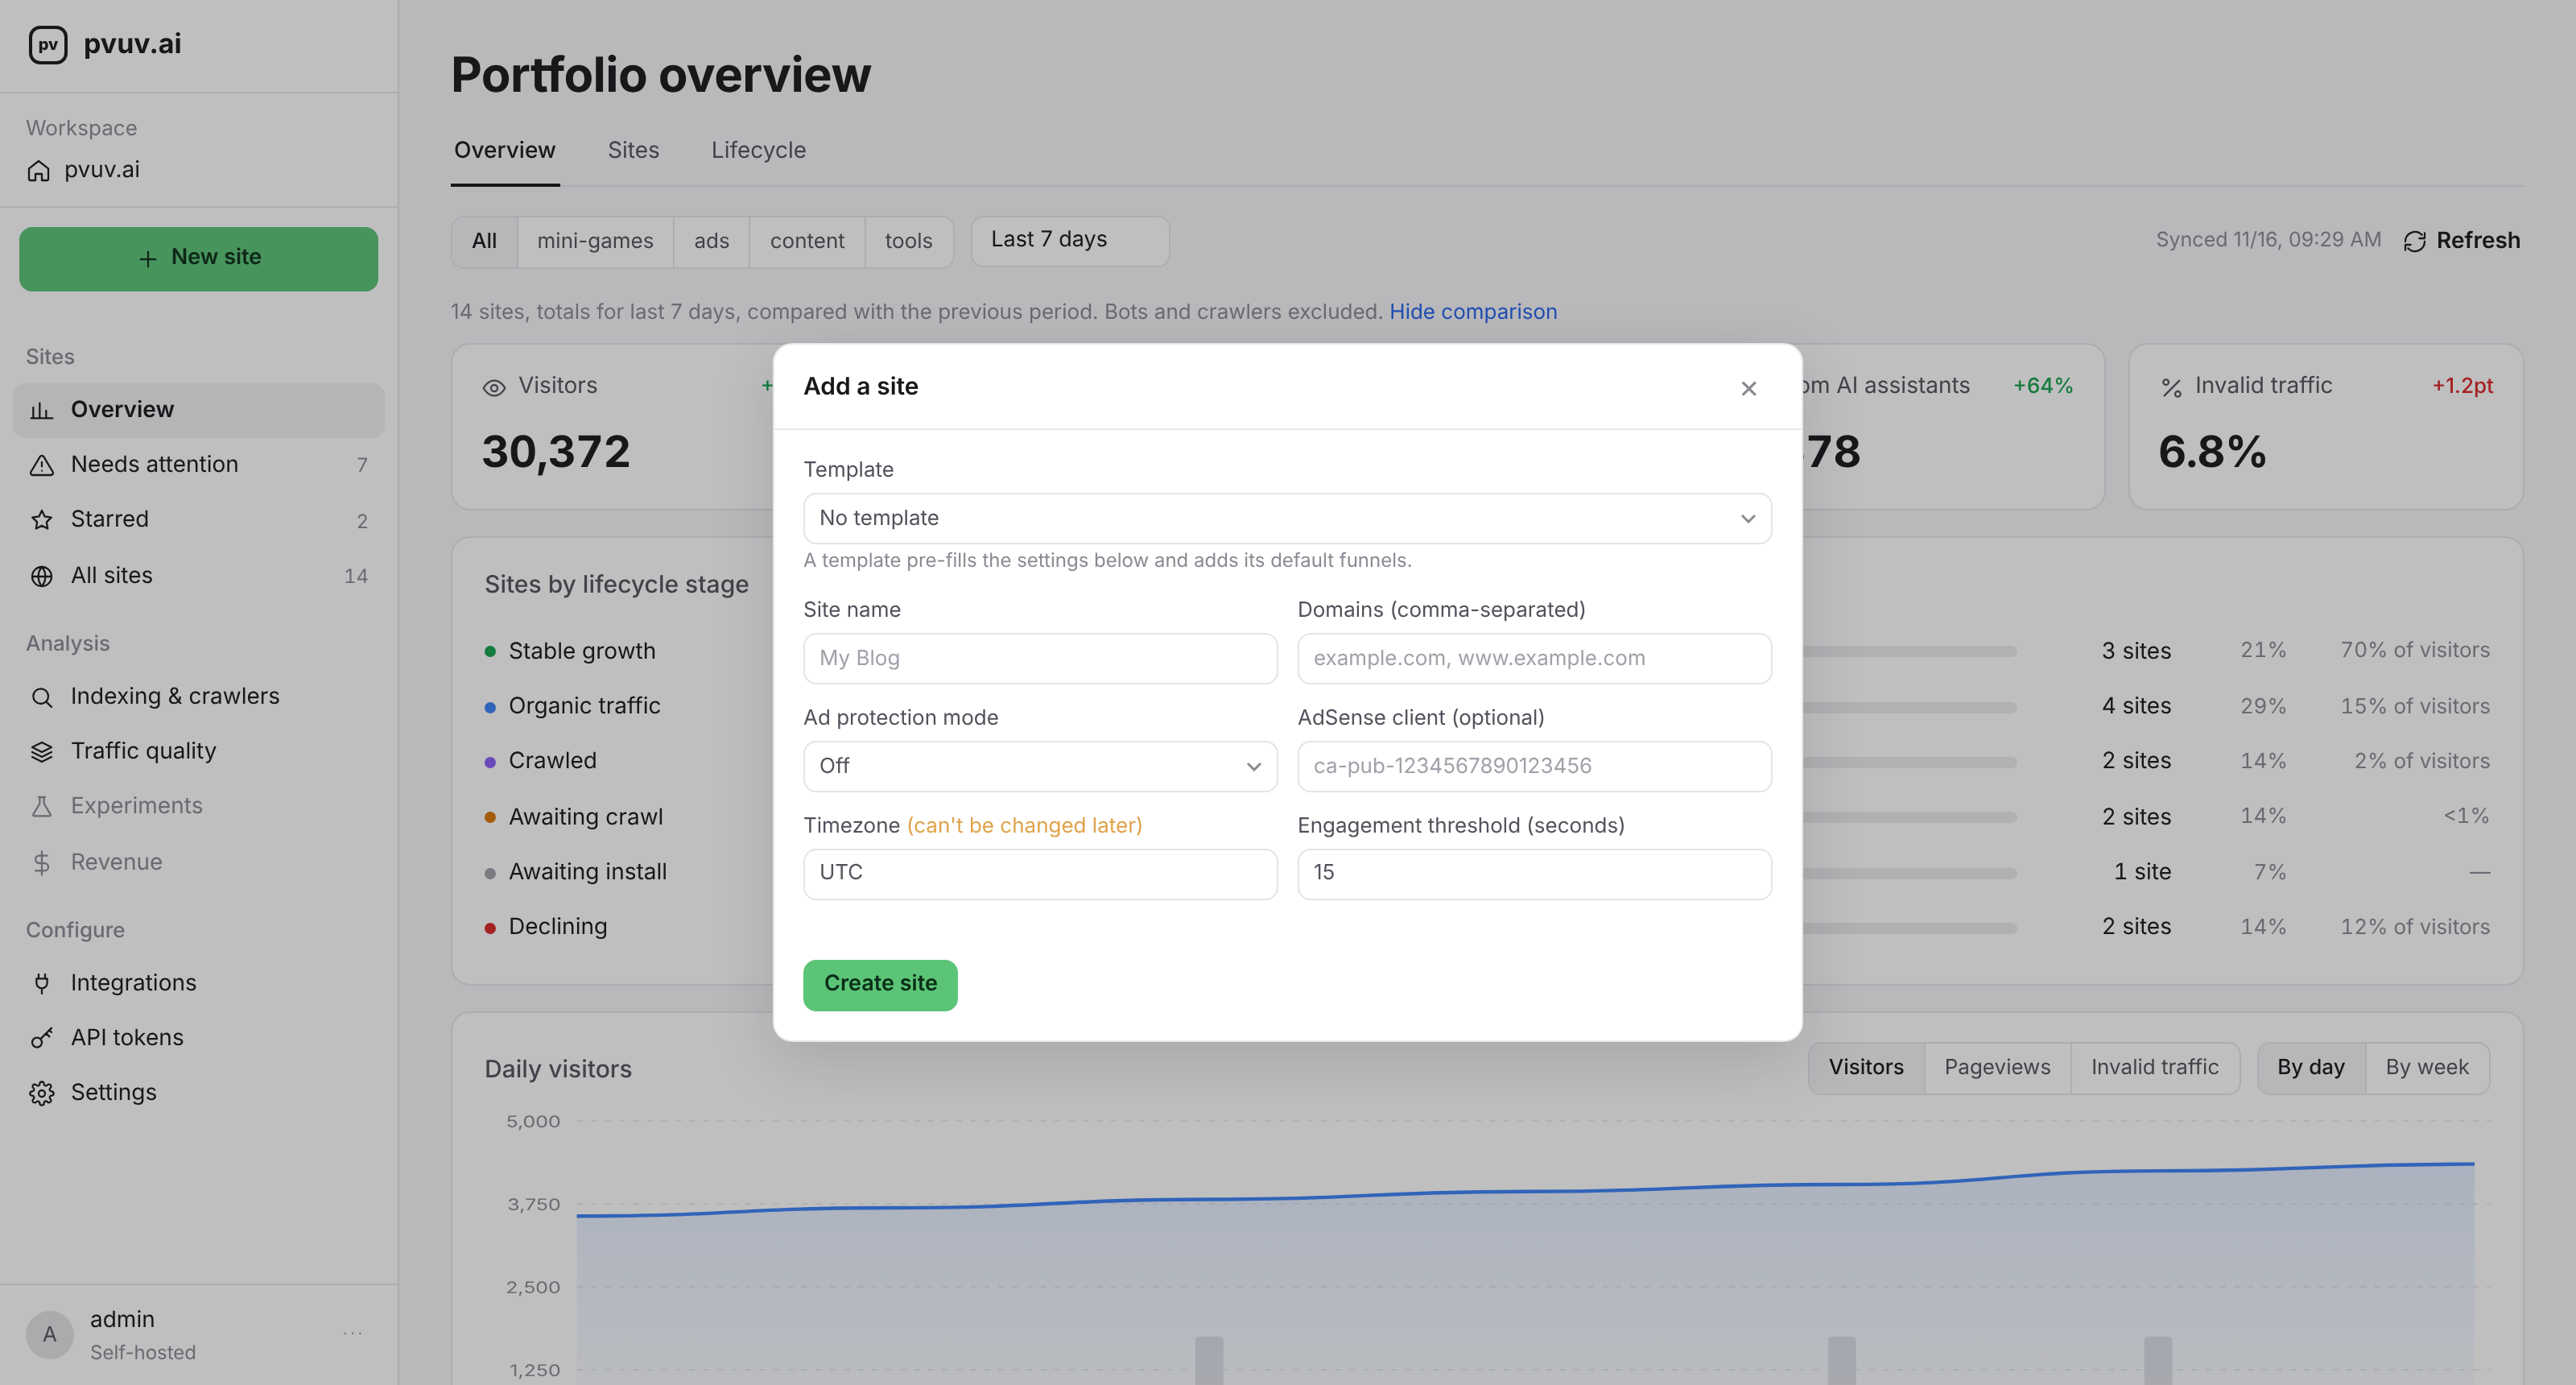 pv pvuv.ai
Workspace
pvuv.ai
+ New site
Sites
Overview
Needs attention 7
Starred 2
All sites 14
Analysis
Indexing & crawlers
Traffic quality
Experiments
Revenue
Configure
Integrations
API tokens
Settings
A
admin
Self-hosted
...
Portfolio overview
Overview Sites Lifecycle
All mini-games ads content tools Last 7 days Synced 11/16, 09:29 AM Refresh
14 sites, totals for last 7 days, compared with the previous period. Bots and crawlers excluded. Hide comparison
Visitors +
30,372
AI assistants +64%
78
Invalid traffic +1.2pt
6.8%
Sites by lifecycle stage
Stable growth 3 sites 21% 70% of visitors
Organic traffic 4 sites 29% 15% of visitors
Crawled 2 sites 14% 2% of visitors
Awaiting crawl 2 sites 14% <1%
Awaiting install 1 site 7% —
Declining 2 sites 14% 12% of visitors
Add a site
Template
No template
A template pre-fills the settings below and adds its default funnels.
Site name Domains (comma-separated)
My Blog example.com, www.example.com
Ad protection mode AdSense client (optional)
Off ca-pub-1234567890123456
Timezone (can't be changed later) Engagement threshold (seconds)
UTC 15
Create site
Daily visitors Visitors Pageviews Invalid traffic By day By week
5,000
3,750
2,500
1,250